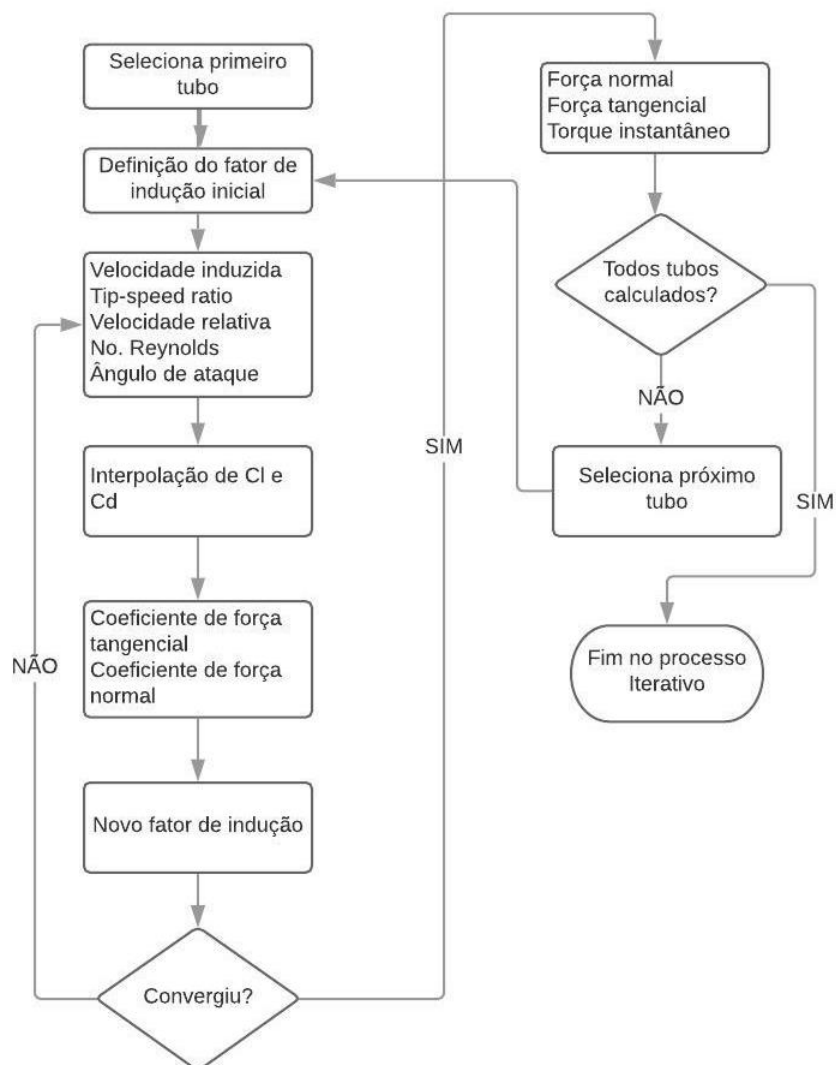 Seleciona primeiro
tubo
Definição do fator de
indução inicial
Velocidade induzida
Tip-speed ratio
Velocidade relativa
No. Reynolds
Ângulo de ataque
Interpolação de Cl e
Cd
Coeficiente de força
tangencial
Coeficiente de força
normal
NÃO
Novo fator de indução
Convergiu?
SIM
Força normal
Força tangencial
Torque instantâneo
Todos tubos
calculados?
NÃO
Seleciona próximo
tubo
SIM
Fim no processo
Iterativo